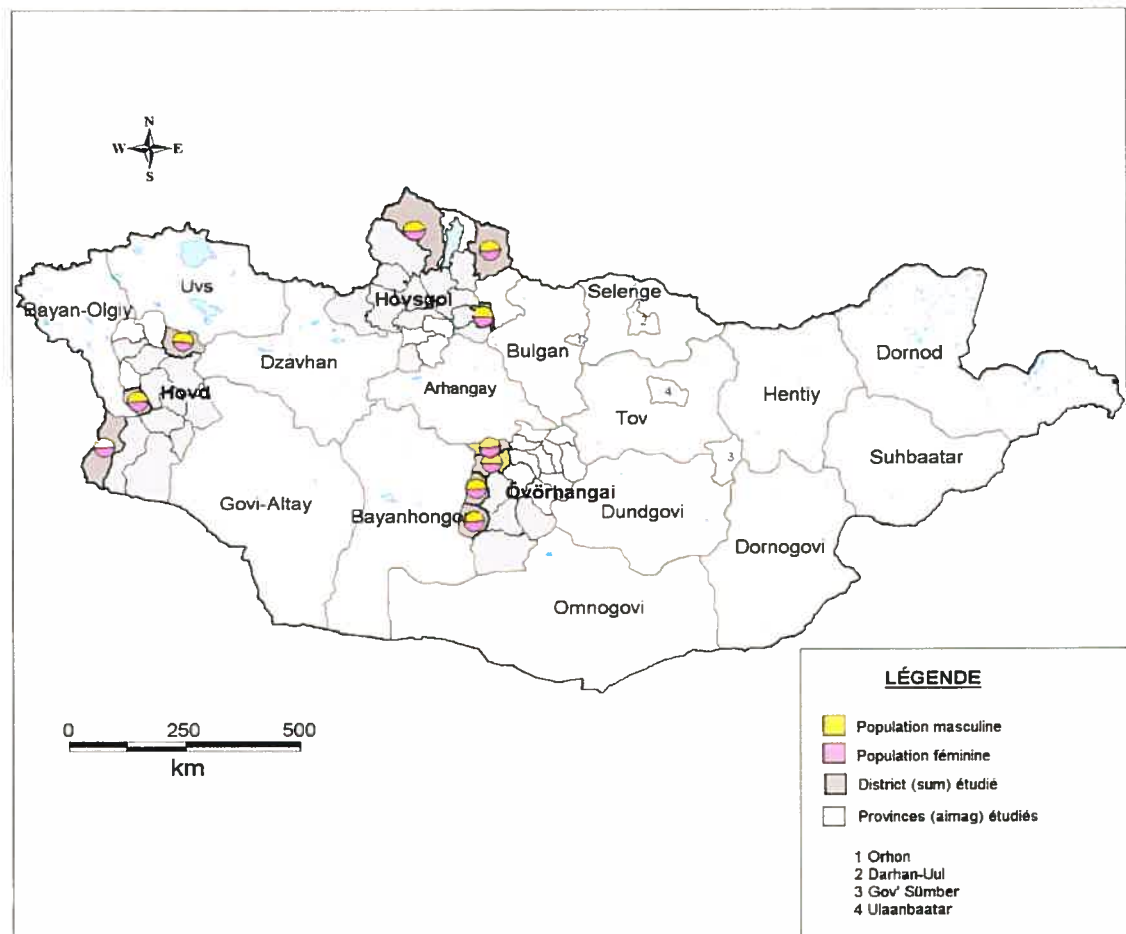 N
W E
S
Uvs
Bayan-Olgiy
Hovsgol
Selenge
2
1
Dzavhan
Bulgan
Dornod
Hovd
Arhangay
4
Hentiy
Tov
3
Suhbaatar
Govi-Altay
Övörhangai
Bayanhongor
Dundgovi
Dornogovi
Omnogovi
0 250 500
km
LÉGENDE
Population masculine
Population féminine
District (sum) étudié
Provinces (aimag) étudiés
1 Orhon
2 Darhan-Uul
3 Gov' Sümber
4 Ulaanbaatar